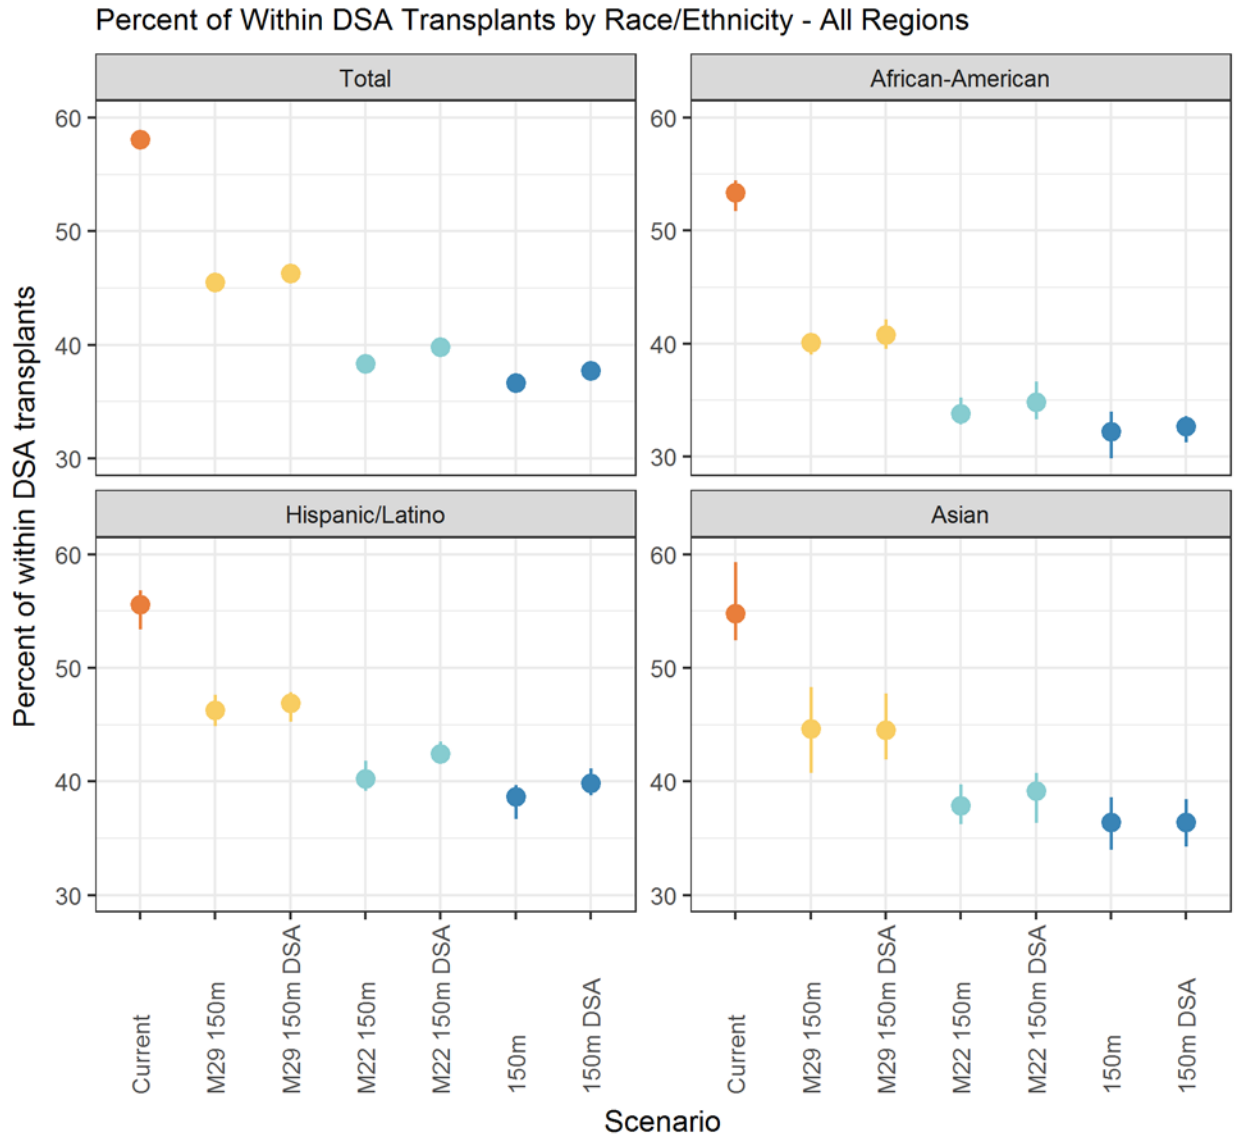 Percent of Within DSA Transplants by Race/Ethnicity - All Regions
Total
African-American
60
50
40
30
60
50
40
30
Hispanic/Latino
Asian
60
50
40
30
60
50
40
30
Percent of within DSA transplants
Current
M29 150m
M29 150m DSA
M22 150m
M22 150m DSA
150m
150m DSA
Current
M29 150m
M29 150m DSA
M22 150m
M22 150m DSA
150m
150m DSA
Scenario